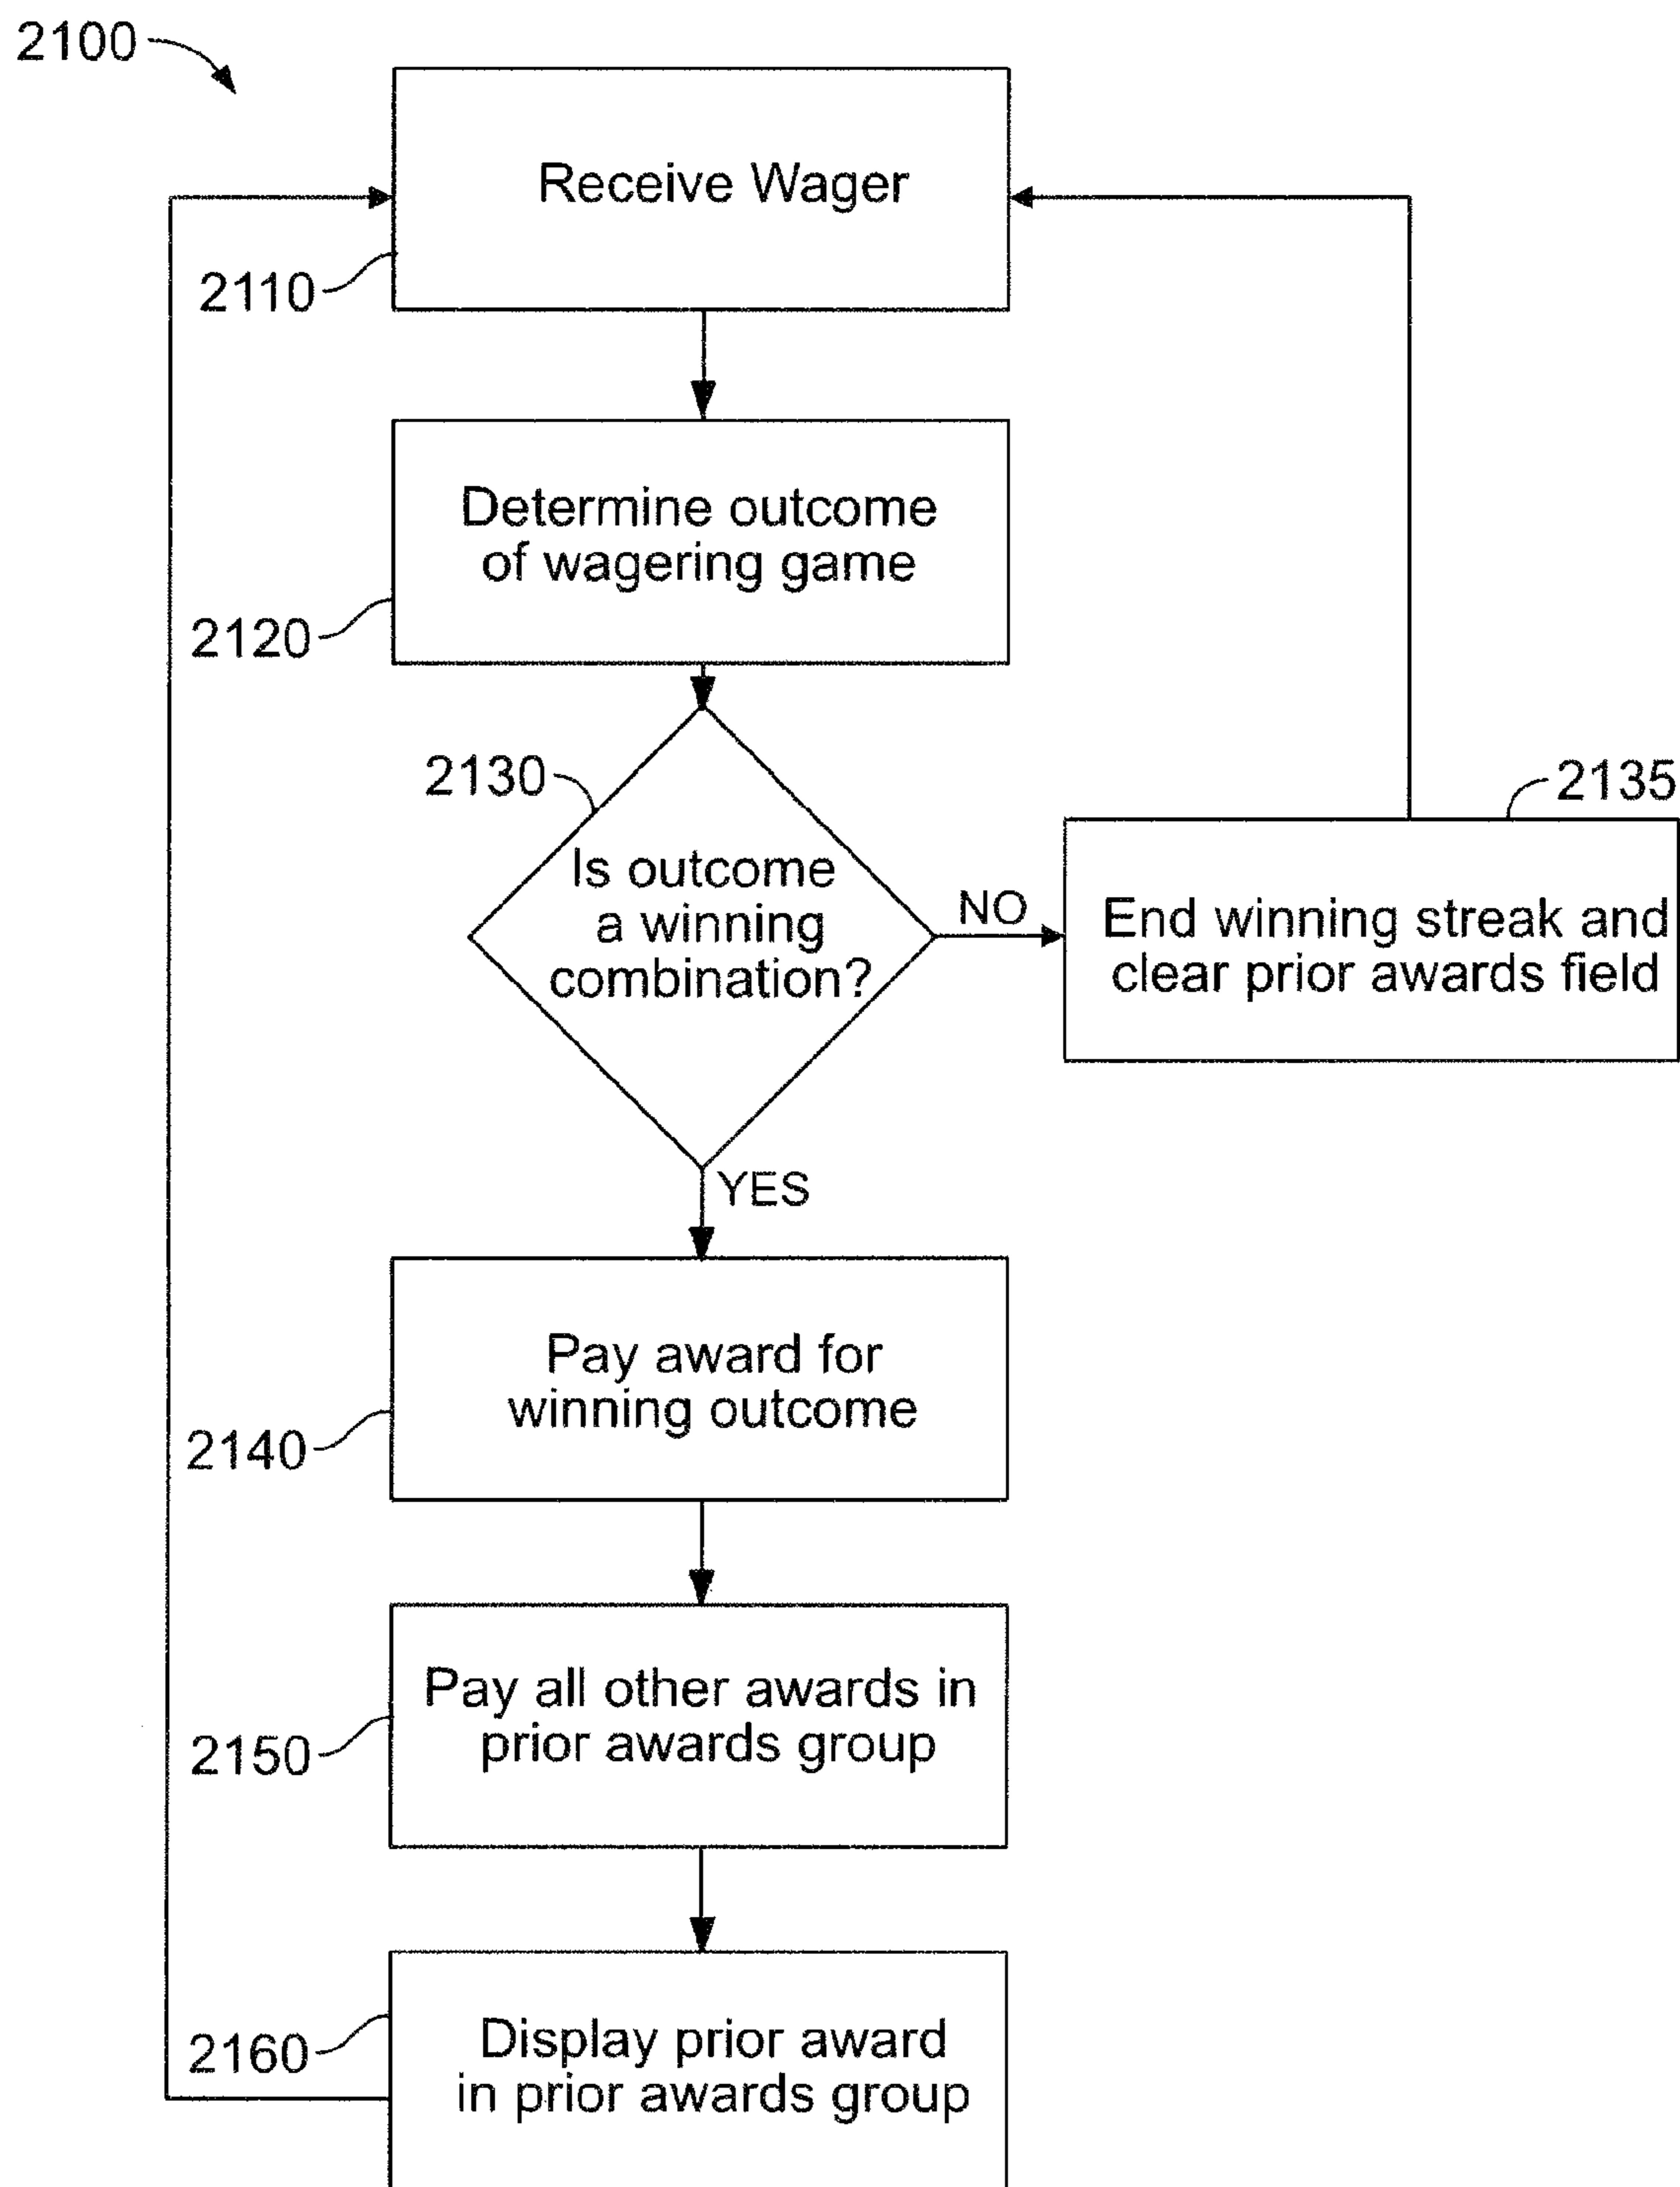 2100
Receive Wager
2110
Determine outcome
of wagering game
2120
2130
Is outcome
a winning
combination?
NO
2135
End winning streak and
clear prior awards field
YES
Pay award for
winning outcome
2140
Pay all other awards in
prior awards group
2150
Display prior award
in prior awards group
2160